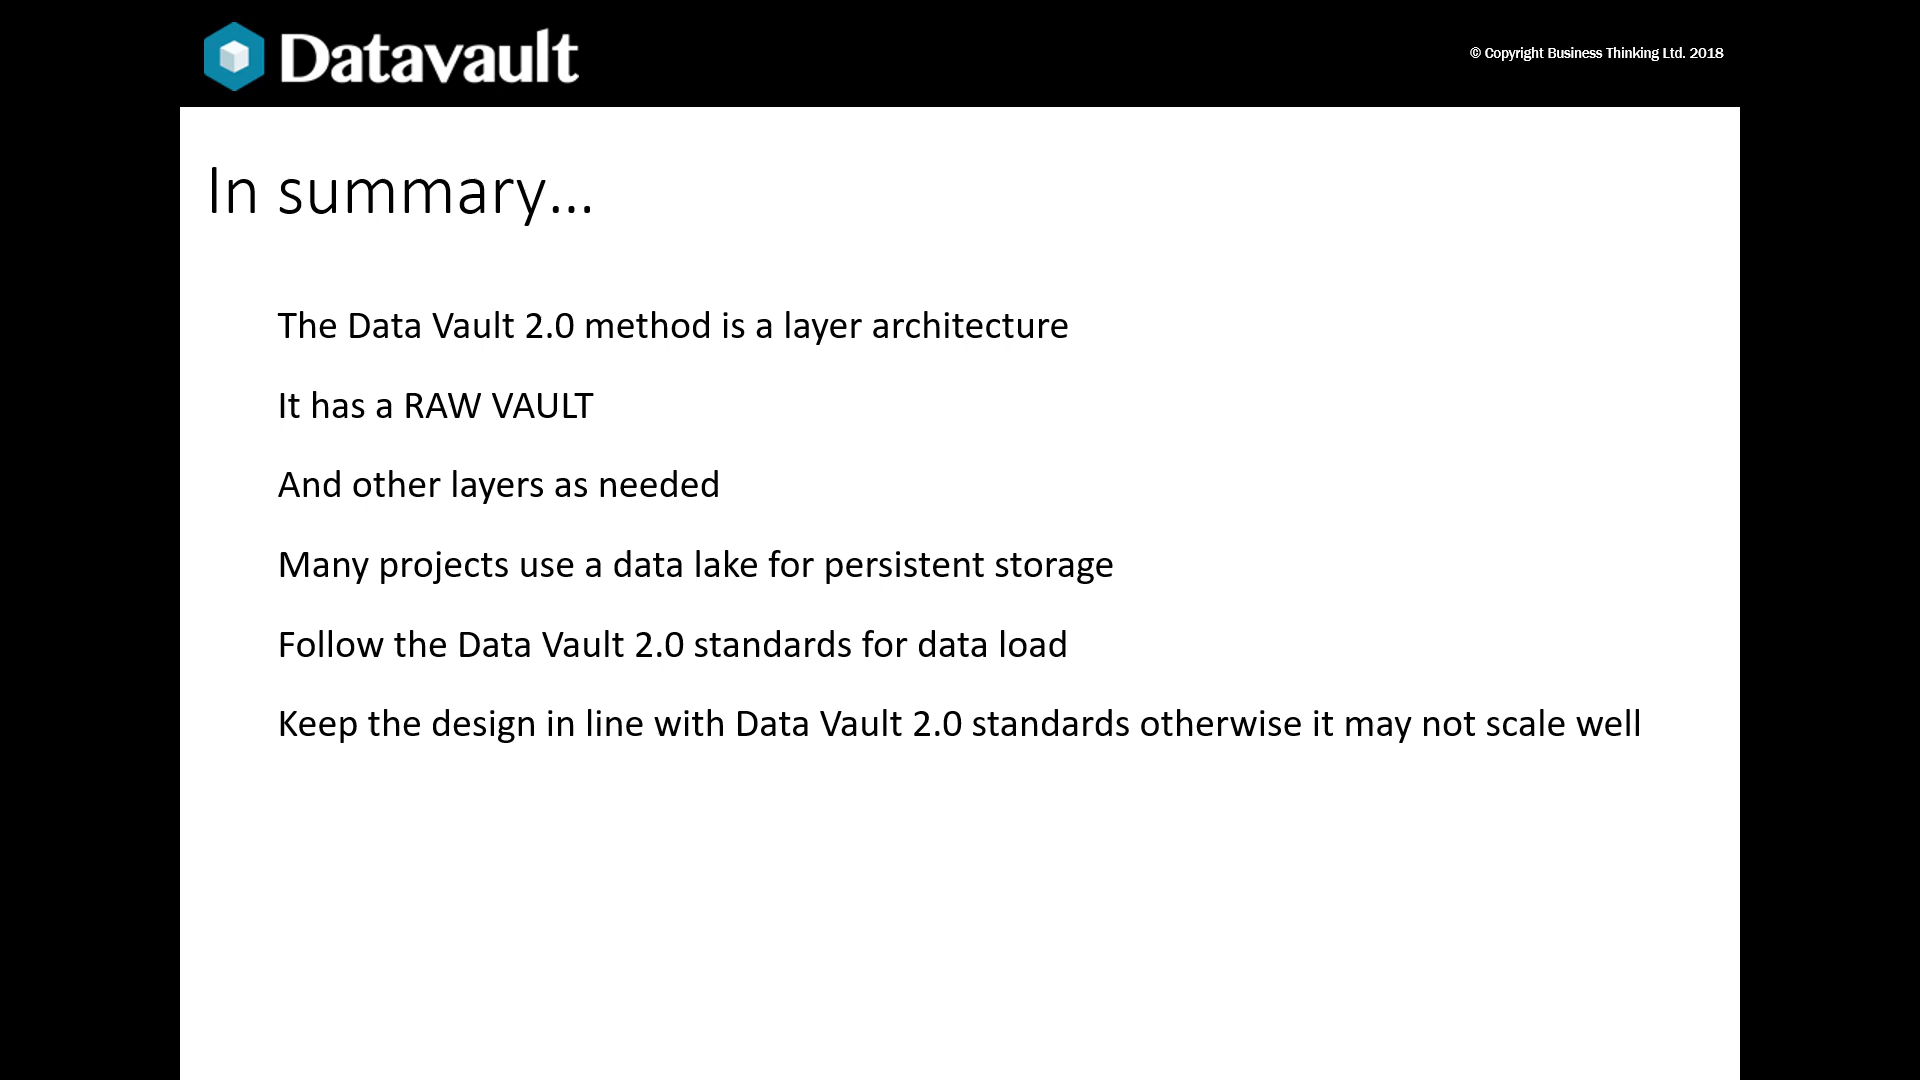 Datavault
© Copyright Business Thinking Ltd. 2018
In summary...
The Data Vault 2.0 method is a layer architecture
It has a RAW VAULT
And other layers as needed
Many projects use a data lake for persistent storage
Follow the Data Vault 2.0 standards for data load
Keep the design in line with Data Vault 2.0 standards otherwise it may not scale well